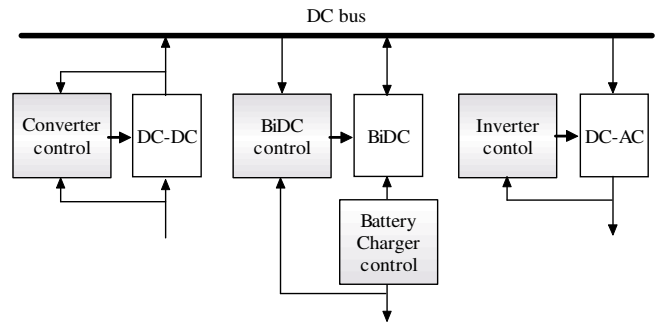 DC bus
Converter
control
DC-DC
BiDC
control
BiDC
Inverter
contol
DC-AC
Battery
Charger
control